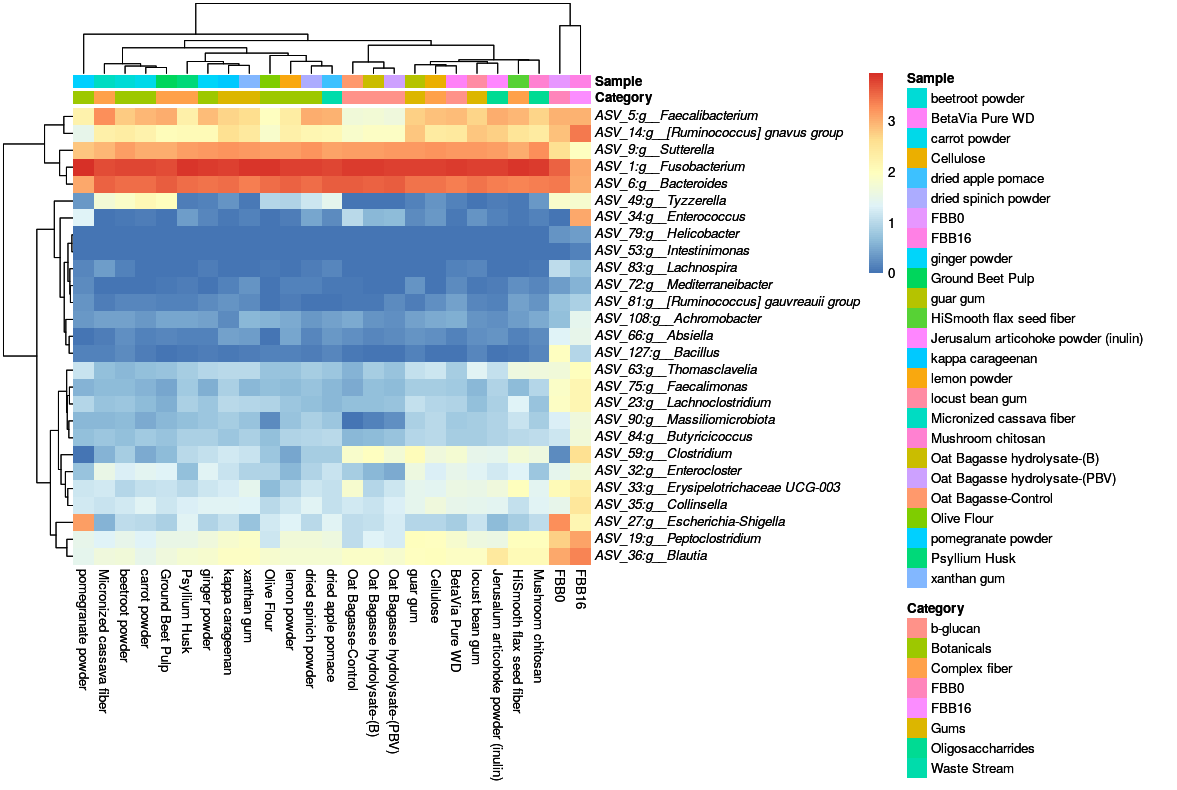 Sample
Category
ASV_5:g__Faecalibacterium
ASV_14:g__[Ruminococcus] gnavus group
ASV_9:g__Sutterella
ASV_1:g__Fusobacterium
ASV_6:g__Bacteroides
ASV_49:g__Tyzzerella
ASV_34:g__Enterococcus
ASV_79:g__Helicobacter
ASV_53:g__Intestinimonas
ASV_83:g__Lachnospira
ASV_72:g__Mediterraneibacter
ASV_81:g__[Ruminococcus] gauvreauii group
ASV_108:g__Achromobacter
ASV_66:g__Absiella
ASV_127:g__Bacillus
ASV_63:g__Thomasclavelia
ASV_75:g__Faecalimonas
ASV_23:g__Lachnoclostridium
ASV_90:g__Massiliomicrobiota
ASV_84:g__Butyricicoccus
ASV_59:g__Clostridium
ASV_32:g__Enterocloster
ASV_33:g__Erysipelotrichaceae UCG-003
ASV_35:g__Collinsella
ASV_27:g__Escherichia-Shigella
ASV_19:g__Peptoclostridium
ASV_36:g__Blautia
pomegranate powder
Micronized cassava fiber
beetroot powder
carrot powder
Ground Beet Pulp
Psyllium Husk
ginger powder
kappa carageenan
xanthan gum
Olive Flour
lemon powder
dried spinich powder
dried apple pomace
Oat Bagasse-Control
Oat Bagasse hydrolysate-(B)
Oat Bagasse hydrolysate-(PBV)
guar gum
Cellulose
BetaVia Pure WD
locust bean gum
Jerusalum articohoke powder (inulin)
HiSmooth flax seed fiber
Mushroom chitosan
FBB0
FBB16
3
2
1
0
Sample
beetroot powder
BetaVia Pure WD
carrot powder
Cellulose
dried apple pomace
dried spinich powder
FBB0
FBB16
ginger powder
Ground Beet Pulp
guar gum
HiSmooth flax seed fiber
Jerusalum articohoke powder (inulin)
kappa carageenan
lemon powder
locust bean gum
Micronized cassava fiber
Mushroom chitosan
Oat Bagasse hydrolysate-(B)
Oat Bagasse hydrolysate-(PBV)
Oat Bagasse-Control
Olive Flour
pomegranate powder
Psyllium Husk
xanthan gum
Category
b-glucan
Botanicals
Complex fiber
FBB0
FBB16
Gums
Oligosaccharrides
Waste Stream